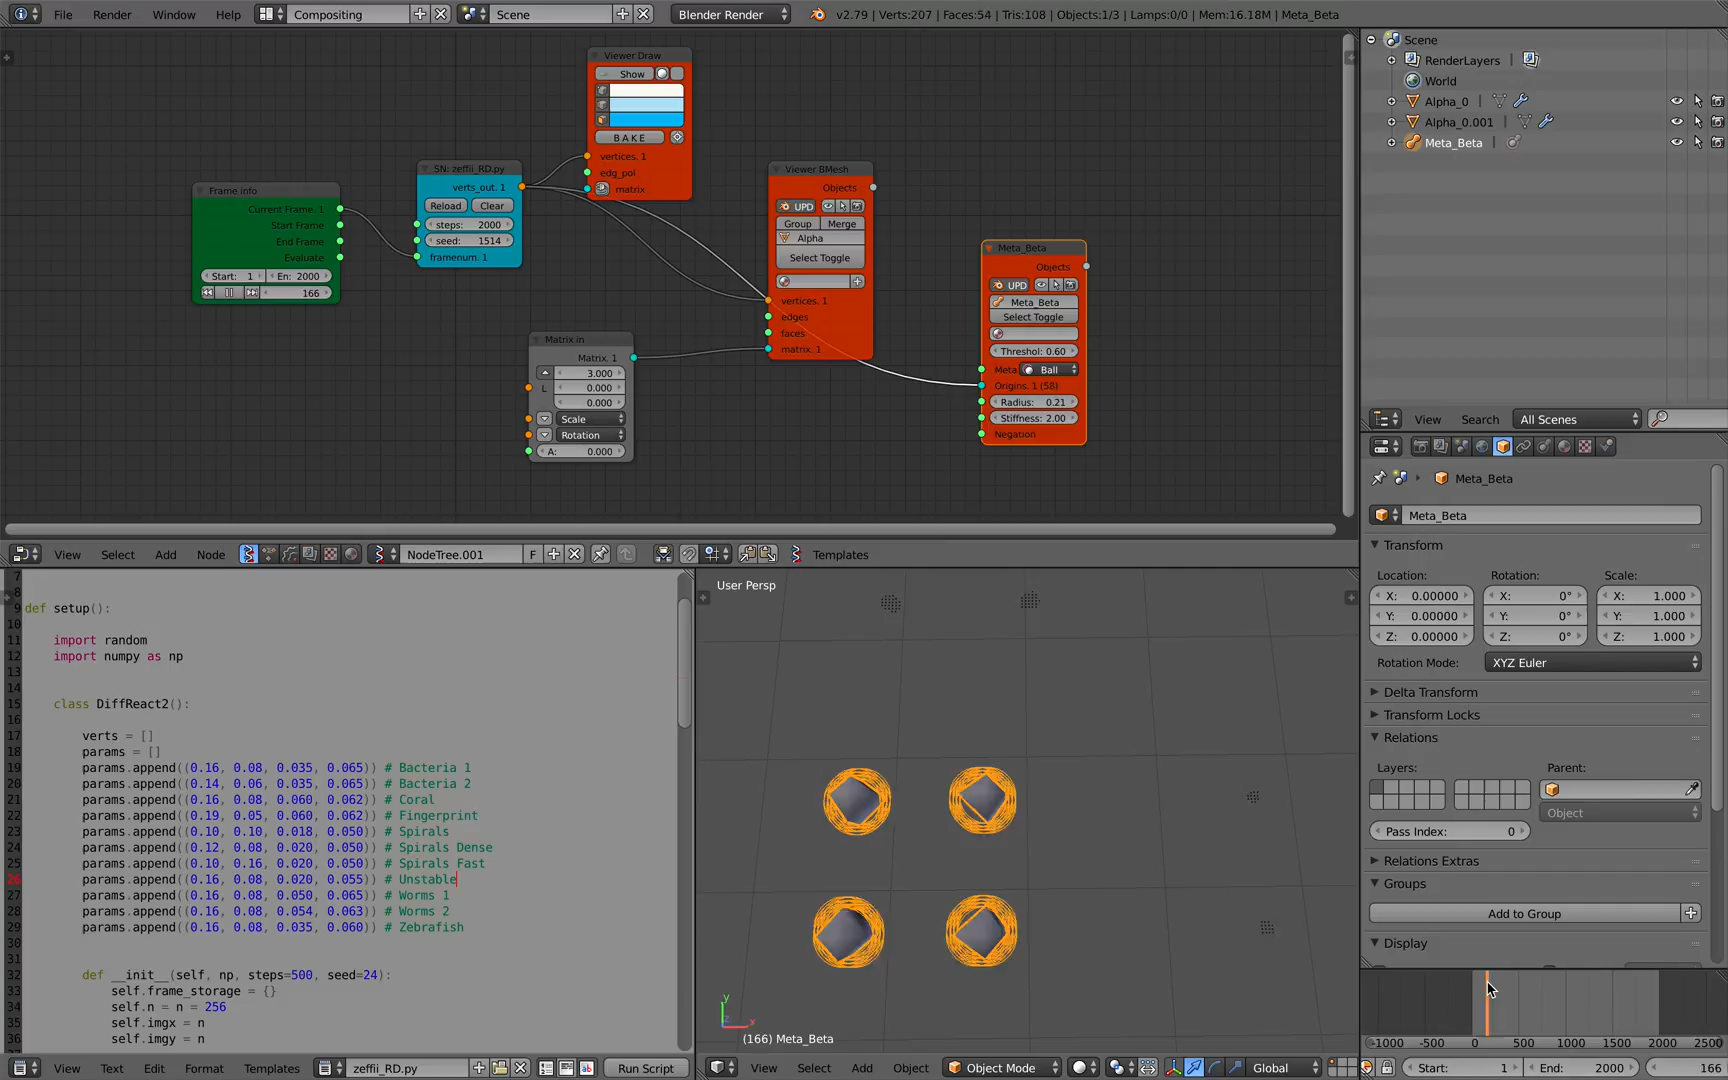 File Render Window Help Compositing Scene Blender Render v2.79 | Verts:207 | Faces:54 | Tris:108 | Objects:1/3 | Lamps:0/0 | Mem:16.18M | Meta_Beta
Viewer Draw
Show
BAKE
vertices. 1
edg_pol
matrix
SN: zeffii_RD.py
verts_out. 1
Reload Clear
steps: 2000
seed: 1514
framenum. 1
Frame info
Current Frame. 1
Start Frame
End Frame
Evaluate
Start: 1 En: 2000
166
Viewer BMesh
Objects
UPD
Group Merge
Alpha
Select Toggle
vertices. 1
edges
faces
matrix. 1
Matrix in
Matrix. 1
3.000
L 0.000
0.000
Scale
Rotation
A: 0.000
Meta_Beta
Objects
UPD
Meta_Beta
Select Toggle
Threshol: 0.60
Meta Ball
Origins. 1 (58)
Radius: 0.21
Stiffness: 2.00
Negation
View Select Add Node NodeTree.001 F Templates
7
8
9 def setup():
10
11 import random
12 import numpy as np
13
14
15 class DiffReact2():
16
17 verts = []
18 params = []
19 params.append((0.16, 0.08, 0.035, 0.065)) # Bacteria 1
20 params.append((0.14, 0.06, 0.035, 0.065)) # Bacteria 2
21 params.append((0.16, 0.08, 0.060, 0.062)) # Coral
22 params.append((0.19, 0.05, 0.060, 0.062)) # Fingerprint
23 params.append((0.10, 0.10, 0.018, 0.050)) # Spirals
24 params.append((0.12, 0.08, 0.020, 0.050)) # Spirals Dense
25 params.append((0.10, 0.16, 0.020, 0.050)) # Spirals Fast
26 params.append((0.16, 0.08, 0.020, 0.055)) # Unstable
27 params.append((0.16, 0.08, 0.050, 0.065)) # Worms 1
28 params.append((0.16, 0.08, 0.054, 0.063)) # Worms 2
29 params.append((0.16, 0.08, 0.035, 0.060)) # Zebrafish
30
31
32 def __init__(self, np, steps=500, seed=24):
33 self.frame_storage = {}
34 self.n = n = 256
35 self.imgx = n
36 self.imgy = n
View Text Edit Format Templates zeffii_RD.py Run Script
User Persp
y
z
x
(166) Meta_Beta
View Select Add Object Object Mode Global
Scene
RenderLayers
World
Alpha_0
Alpha_0.001
Meta_Beta
View Search All Scenes
Meta_Beta
Meta_Beta
Transform
Location: Rotation: Scale:
X: 0.00000 X: 0° X: 1.000
Y: 0.00000 Y: 0° Y: 1.000
Z: 0.00000 Z: 0° Z: 1.000
Rotation Mode: XYZ Euler
Delta Transform
Transform Locks
Relations
Layers: Parent:
Object
Pass Index: 0
Relations Extras
Groups
Add to Group
Display
-1000 -500 0 500 1000 1500 2000 2500
Start: 1 End: 2000 166